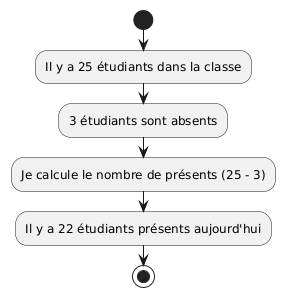 Il y a 25 étudiants dans la classe
3 étudiants sont absents
Je calcule le nombre de présents (25 - 3)
Il y a 22 étudiants présents aujourd'hui